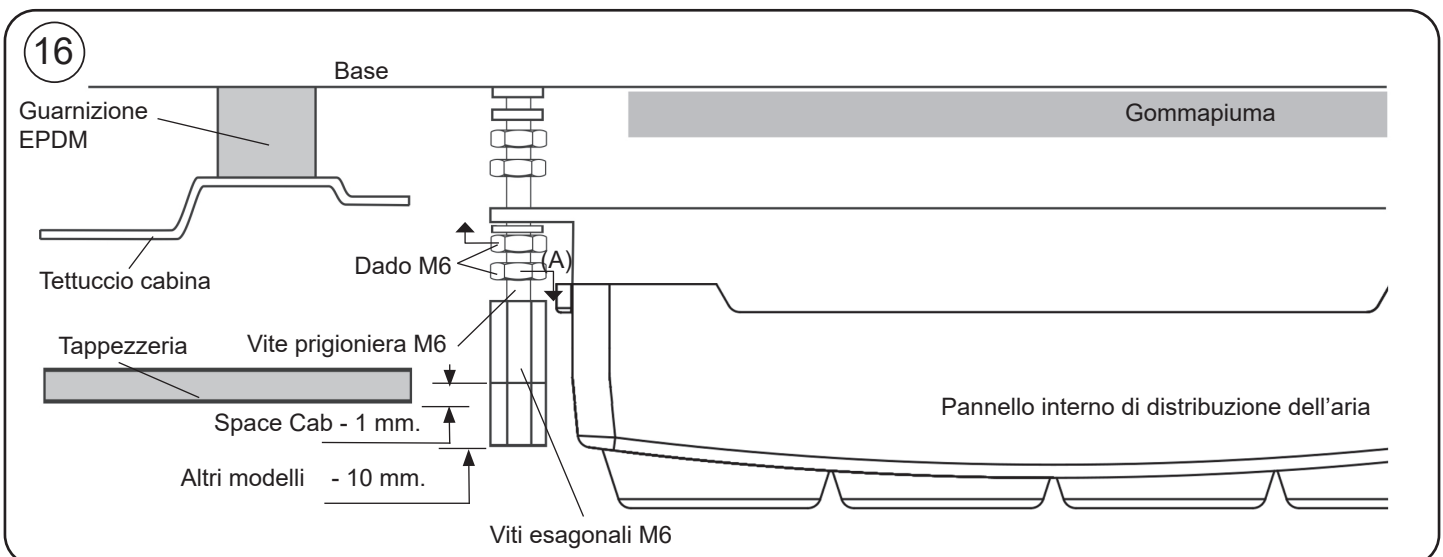 16
Base
Guarnizione
EPDM
Gommapiuma
Tettuccio cabina
Dado M6
(A)
Tappezzeria
Vite prigioniera M6
Space Cab - 1 mm.
Pannello interno di distribuzione dell’aria
Altri modelli - 10 mm.
Viti esagonali M6